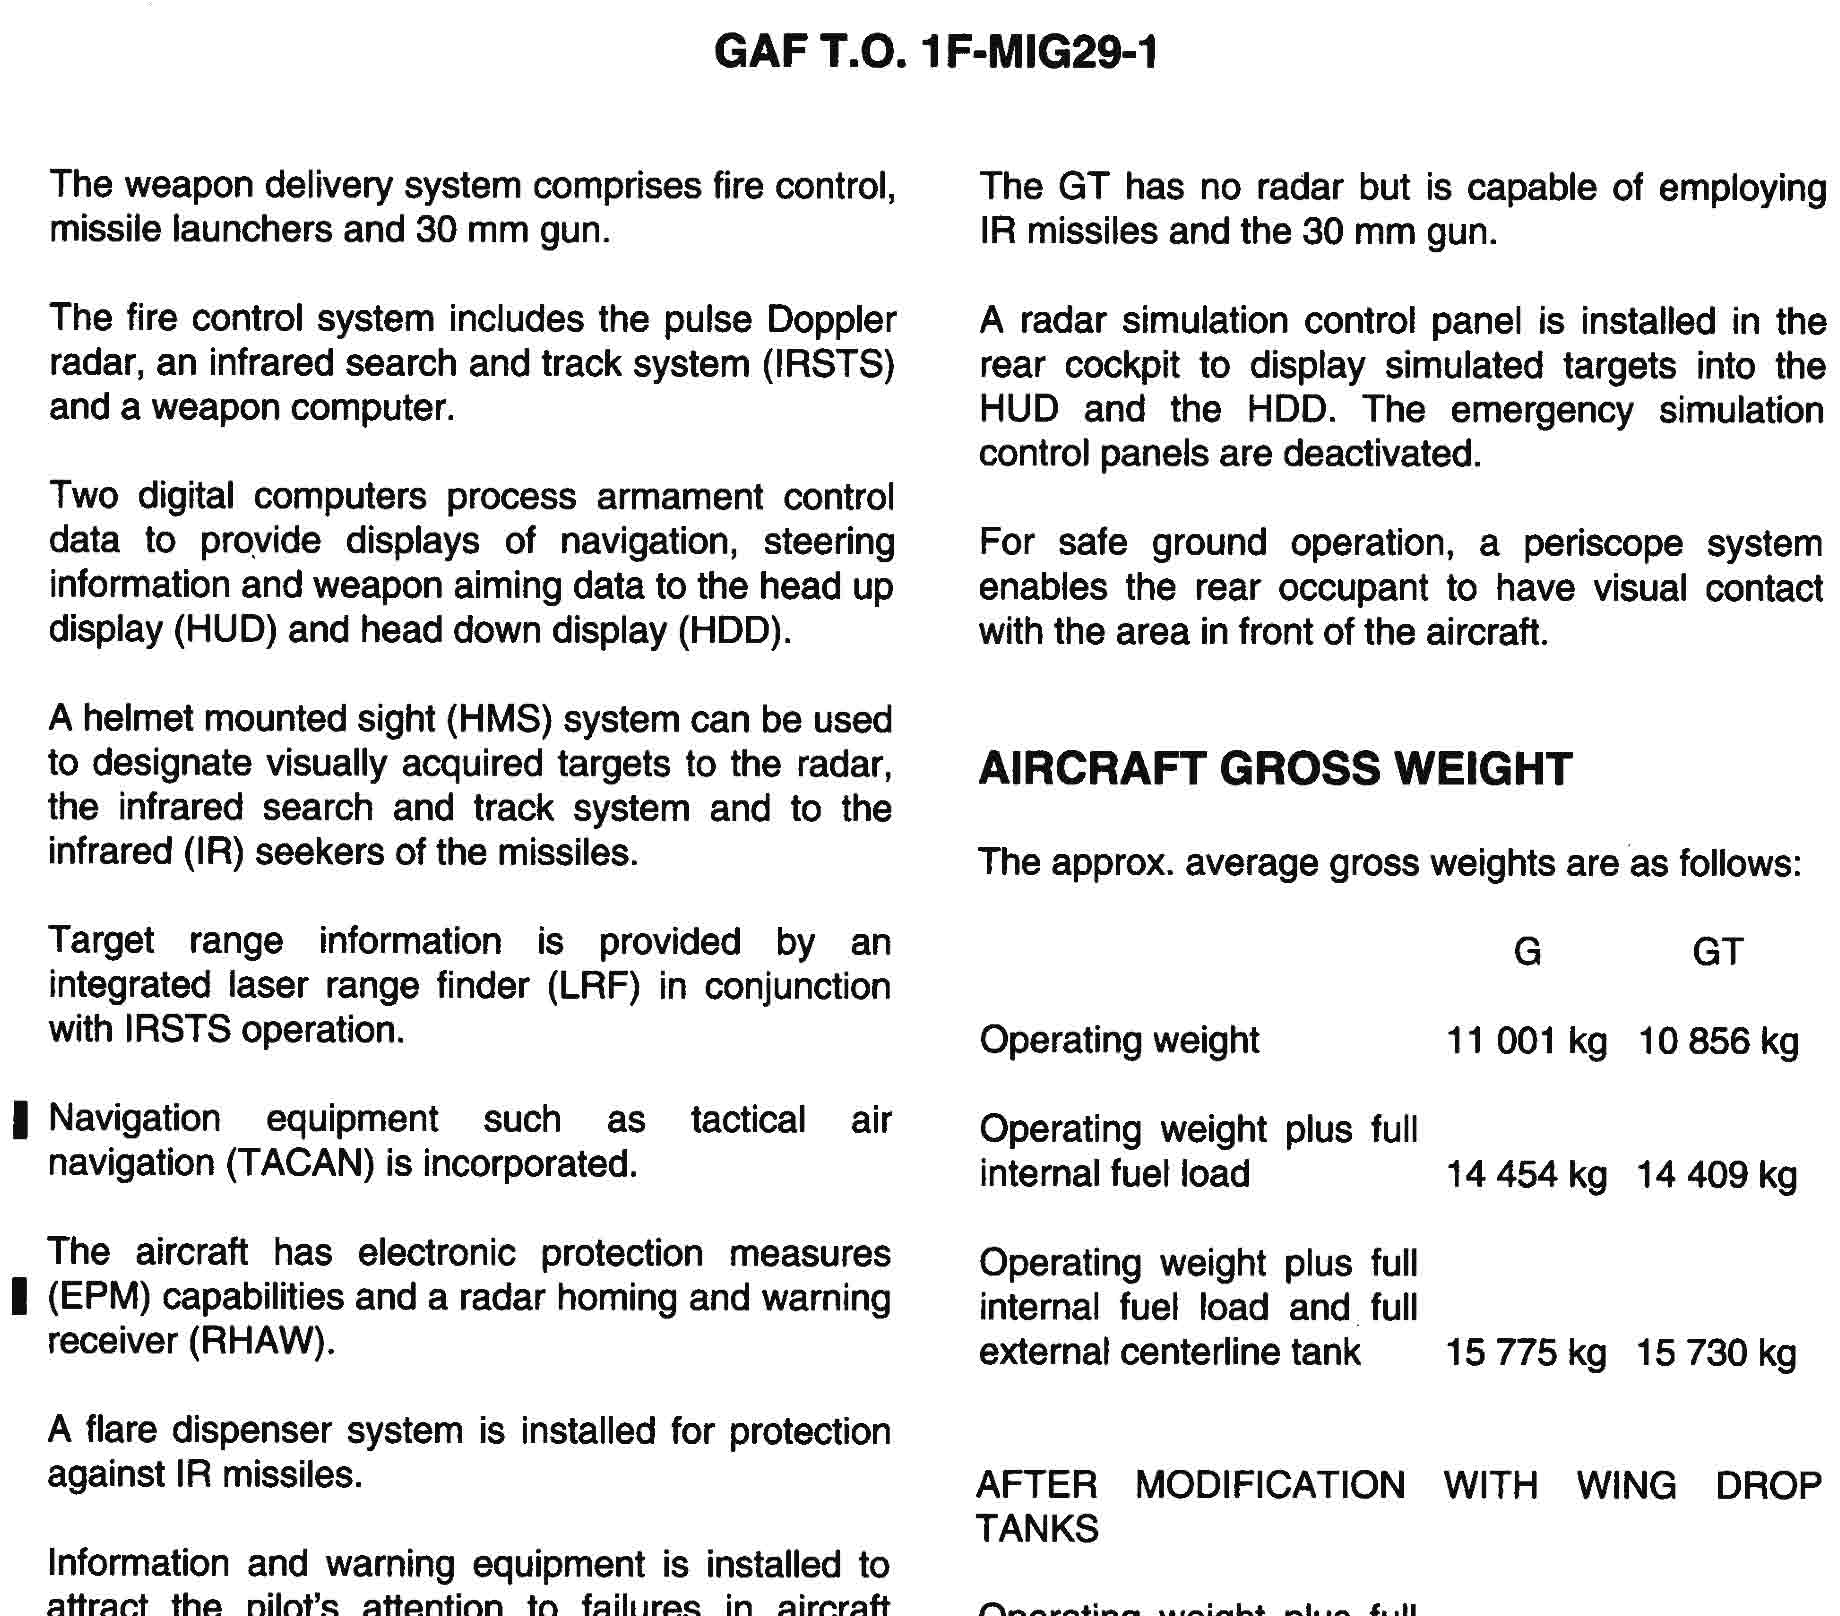 GAF T.O. 1F-MIG29-1
The weapon delivery system comprises fire control,
missile launchers and 30 mm gun.
The fire control system includes the pulse Doppler
radar, an infrared search and track system (IRSTS)
and a weapon computer.
Two digital computers process armament control
data to provide displays of navigation, steering
information and weapon aiming data to the head up
display (HUD) and head down display (HDD).
A helmet mounted sight (HMS) system can be used
to designate visually acquired targets to the radar,
the infrared search and track system and to the
infrared (IR) seekers of the missiles.
Target range information is provided by an
integrated laser range finder (LRF) in conjunction
with IRSTS operation.
Navigation equipment such as tactical air
navigation (TACAN) is incorporated.
The aircraft has electronic protection measures
(EPM) capabilities and a radar homing and warning
receiver (RHAW).
A flare dispenser system is installed for protection
against IR missiles.
Information and warning equipment is installed to
attract the pilot's attention to failures in aircraft
The GT has no radar but is capable of employing
IR missiles and the 30 mm gun.
A radar simulation control panel is installed in the
rear cockpit to display simulated targets into the
HUD and the HDD. The emergency simulation
control panels are deactivated.
For safe ground operation, a periscope system
enables the rear occupant to have visual contact
with the area in front of the aircraft.
AIRCRAFT GROSS WEIGHT
The approx. average gross weights are as follows:
G GT
Operating weight 11 001 kg 10 856 kg
Operating weight plus full
internal fuel load 14 454 kg 14 409 kg
Operating weight plus full
internal fuel load and full
external centerline tank 15 775 kg 15 730 kg
AFTER MODIFICATION WITH WING DROP
TANKS
Operating weight plus full